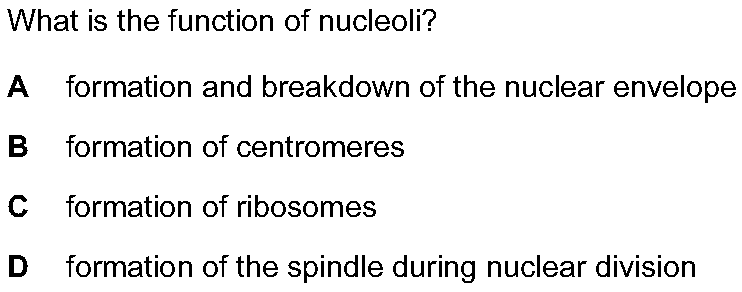 What is the function of nucleoli?
A formation and breakdown of the nuclear envelope
B formation of centromeres
C formation of ribosomes
D formation of the spindle during nuclear division